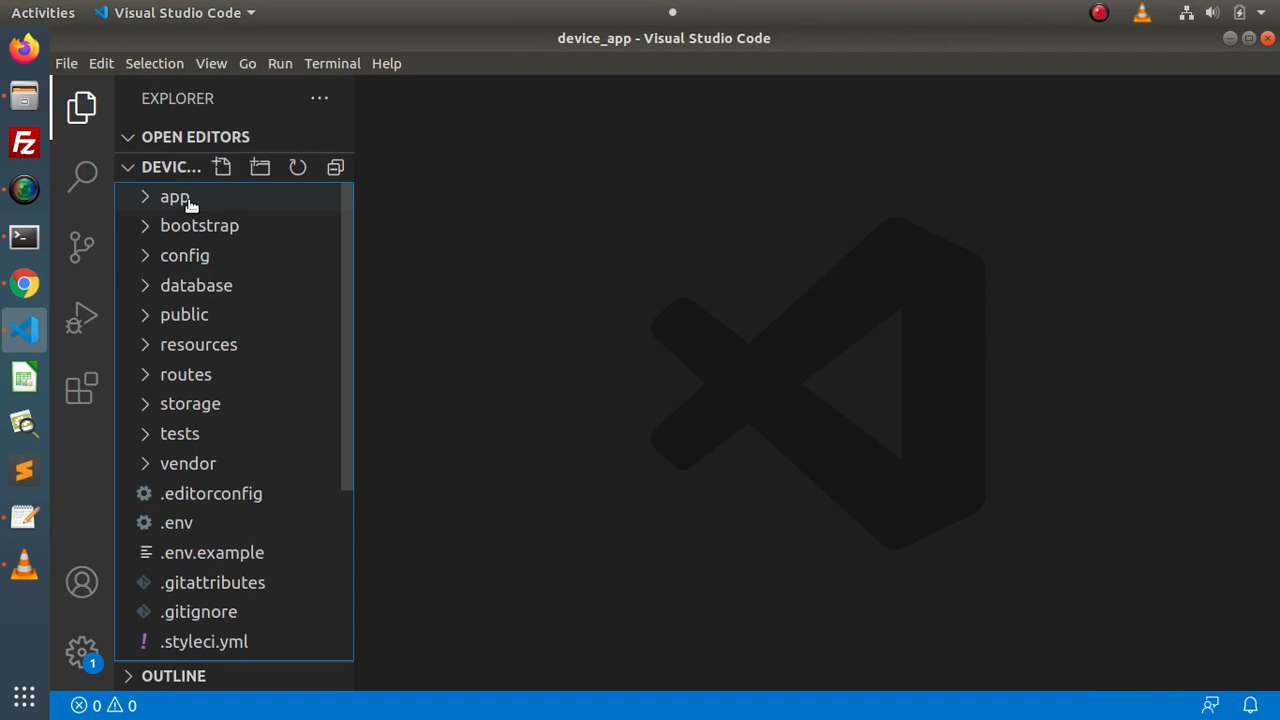 Activities Visual Studio Code
device_app - Visual Studio Code
File Edit Selection View Go Run Terminal Help
EXPLORER
OPEN EDITORS
DEVIC...
app
bootstrap
config
database
public
resources
routes
storage
tests
vendor
.editorconfig
.env
.env.example
.gitattributes
.gitignore
! .styleci.yml
OUTLINE
1
0 0
Fz